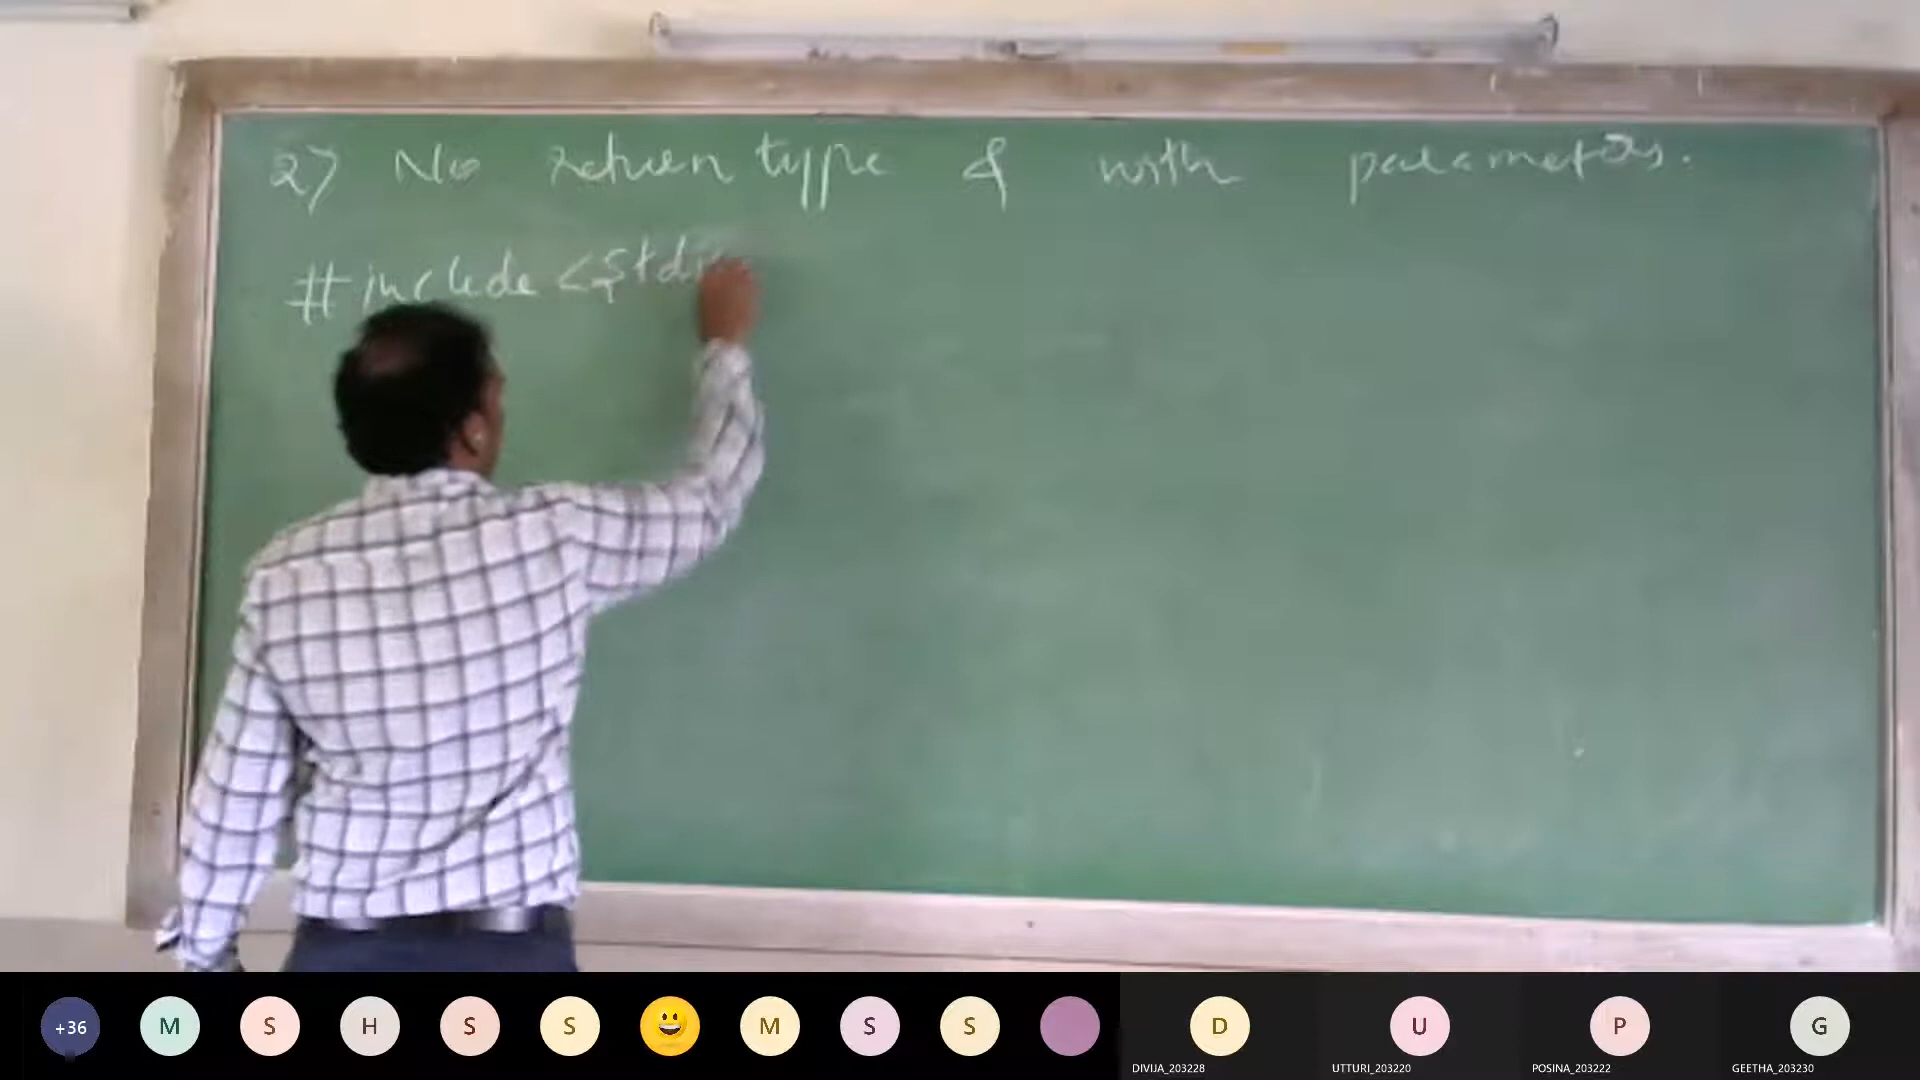 2) No return type & with parameters.
#include <stdi
+36 M S H S S M S S D U P G
DIVIJA_203228 UTTURI_203220 POSINA_203222 GEETHA_203230